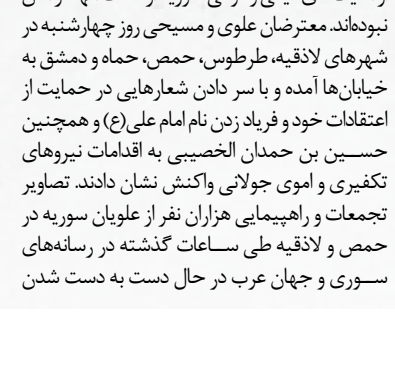 نبوده‌اند. معترضان علوی و مسیحی روز چهارشنبه در
شهرهای لاذقیه، طرطوس، حمص، حماه و دمشق به
خیابان‌ها آمده و با سر دادن شعارهایی در حمایت از
اعتقادات خود و فریاد زدن نام امام علی(ع) و همچنین
حســین بن حمدان الخصیبی به اقدامات نیروهای
تکفیری و اموی جولانی واکنش نشان دادند. تصاویر
تجمعات و راهپیمایی هزاران نفر از علویان سوریه در
حمص و لاذقیه طی ســاعات گذشته در رسانه‌های
ســوری و جهان عرب در حال دست به دست شدن